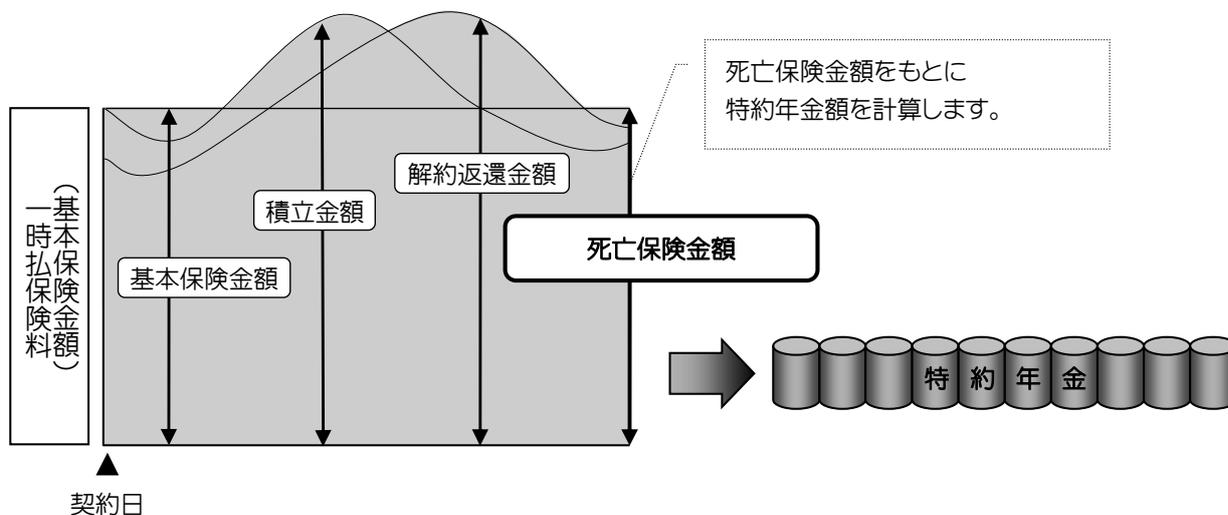 死亡保険金額をもとに
特約年金額を計算します。
一時払保険料
（基本保険金額）
基本保険金額
積立金額
解約返還金額
死亡保険金額
特約年金
契約日